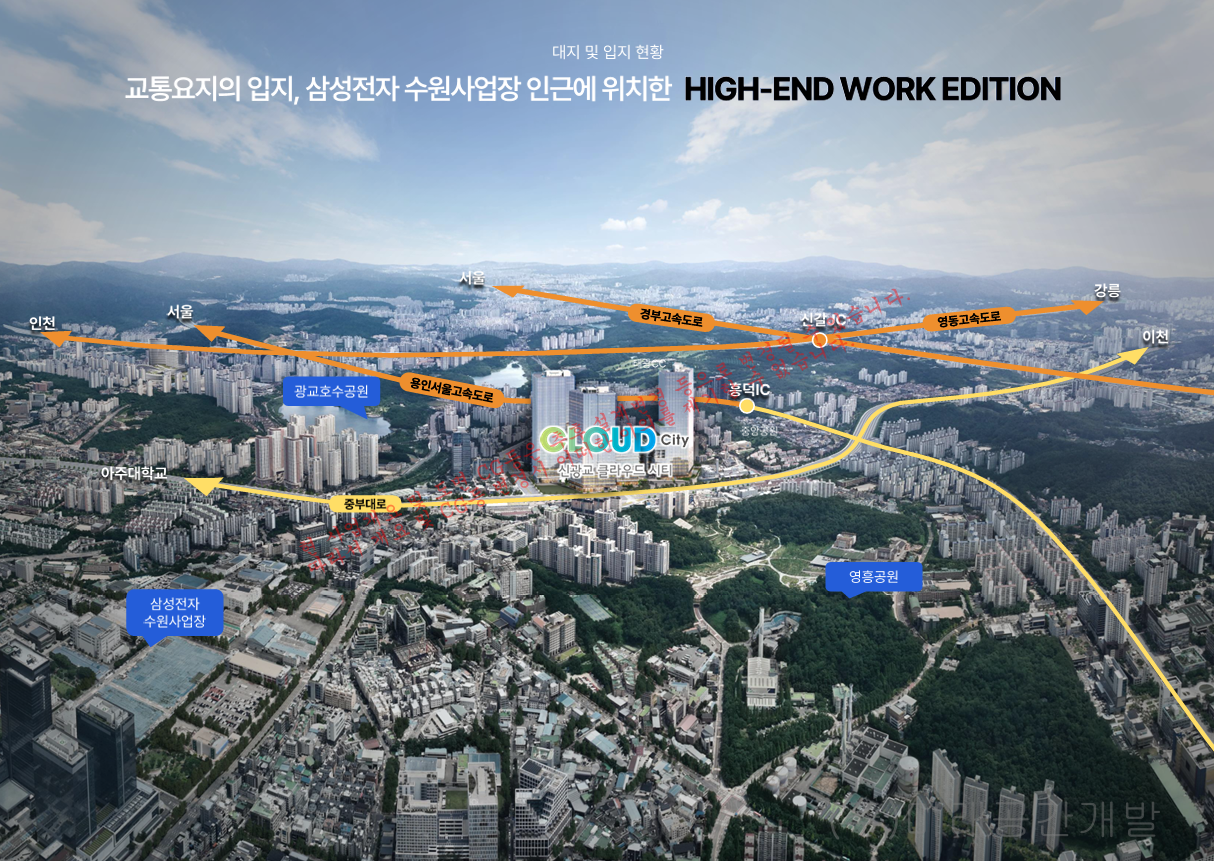 대지 및 입지 현황
교통요지의 입지, 삼성전자 수원사업장 인근에 위치한 HIGH-END WORK EDITION
서울
강릉
서울
인천
경부고속도로
신갈JC
영동고속도로
이천
용인서울고속도로
광교호수공원
흥덕IC
중앙공원
CLOUD City
신광교 클라우드 시티
아주대학교
중부대로
영흥공원
삼성전자
수원사업장